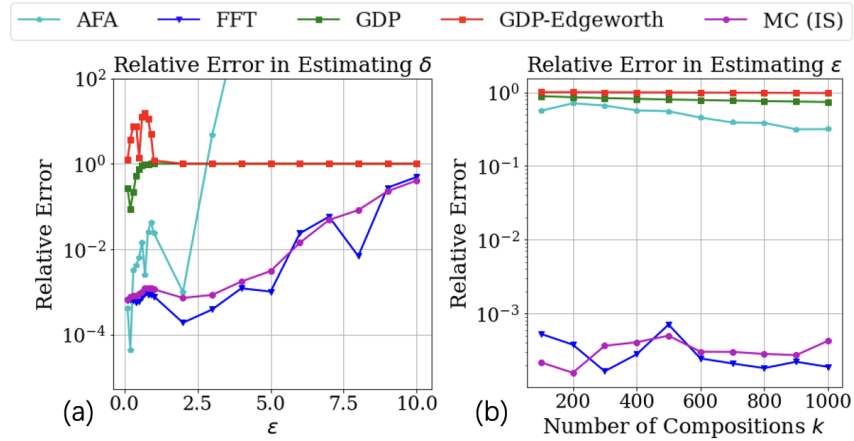 AFA FFT GDP GDP-Edgeworth MC (IS)
Relative Error in Estimating δ
Relative Error
10²
10⁰
10⁻²
10⁻⁴
0.0 2.5 5.0 7.5 10.0
ε
(a)
Relative Error in Estimating ε
Relative Error
10⁰
10⁻¹
10⁻²
10⁻³
200 400 600 800 1000
Number of Compositions k
(b)